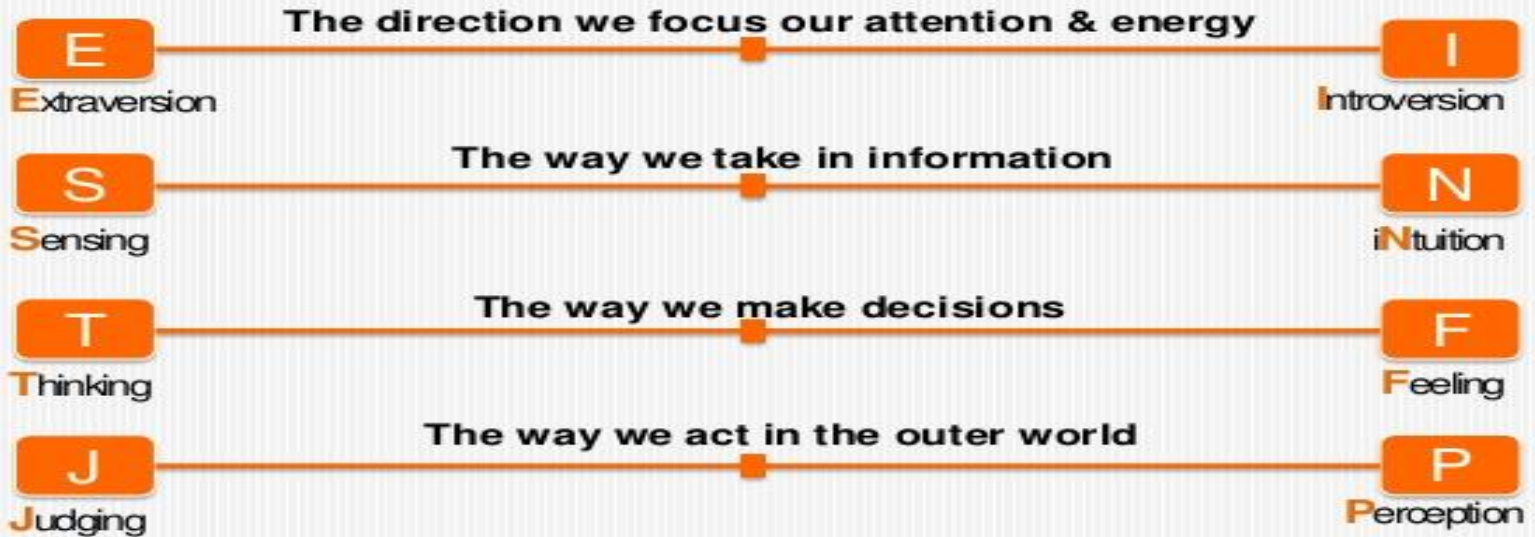 The direction we focus our attention & energy
E I
Extraversion Introversion
The way we take in information
S N
Sensing iNtuition
The way we make decisions
T F
Thinking Feeling
The way we act in the outer world
J P
Judging Perception